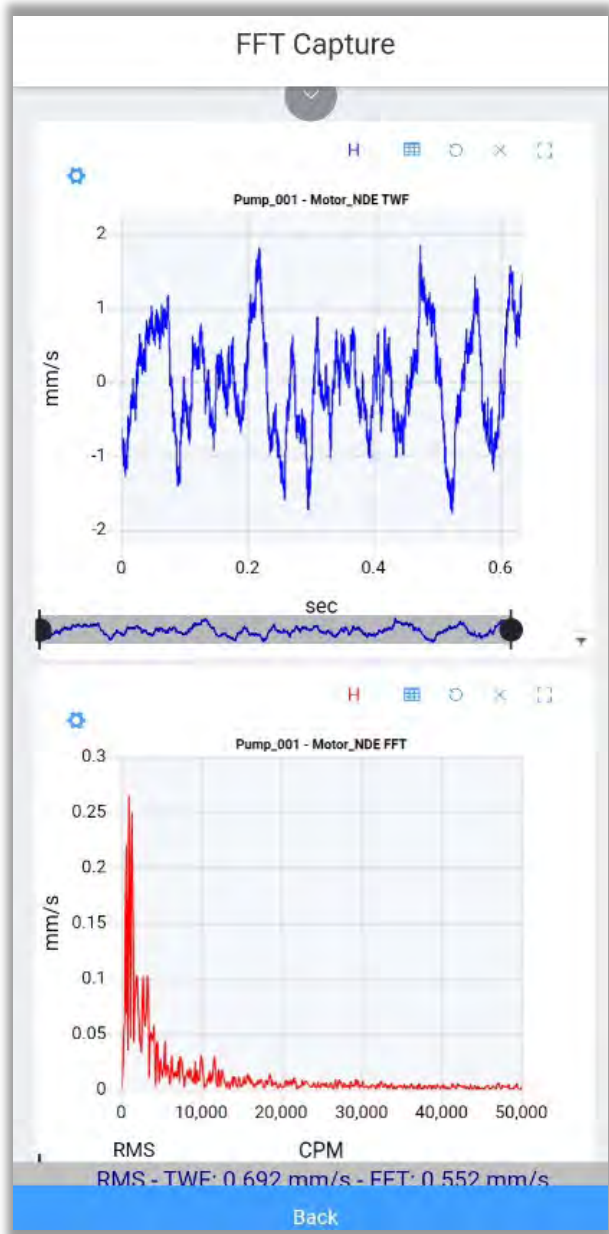 FFT Capture
H
Pump_001 - Motor_NDE TWF
2
1
0
-1
-2
mm/s
0 0.2 0.4 0.6
sec
H
Pump_001 - Motor_NDE FFT
0.3
0.25
0.2
0.15
0.1
0.05
0
mm/s
0 10,000 20,000 30,000 40,000 50,000
RMS CPM
RMS - TWF: 0.692 mm/s - FFT: 0.552 mm/s
Back